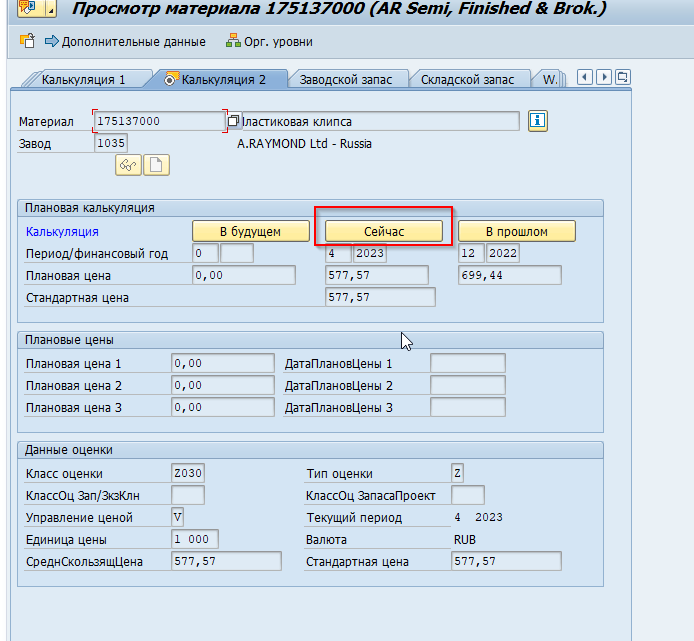 Просмотр материала 175137000 (AR Semi, Finished & Brok.)
Дополнительные данные Орг. уровни
Калькуляция 1 Калькуляция 2 Заводской запас Складской запас W.
Материал 175137000 ластиковая клипса
Завод 1035 A.RAYMOND Ltd - Russia
Плановая калькуляция
Калькуляция В будущем Сейчас В прошлом
Период/финансовый год 0 4 2023 12 2022
Плановая цена 0,00 577,57 699,44
Стандартная цена 577,57
Плановые цены
Плановая цена 1 0,00 ДатаПлановЦены 1
Плановая цена 2 0,00 ДатаПлановЦены 2
Плановая цена 3 0,00 ДатаПлановЦены 3
Данные оценки
Класс оценки Z030 Тип оценки Z
КлассОц Зап/ЗкзКлн КлассОц ЗапасаПроект
Управление ценой V Текущий период 4 2023
Единица цены 1 000 Валюта RUB
СреднСкользящЦена 577,57 Стандартная цена 577,57